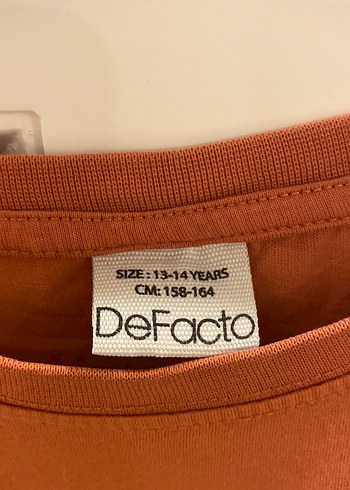 SIZE : 13-14 YEARS
CM: 158-164
DeFacto